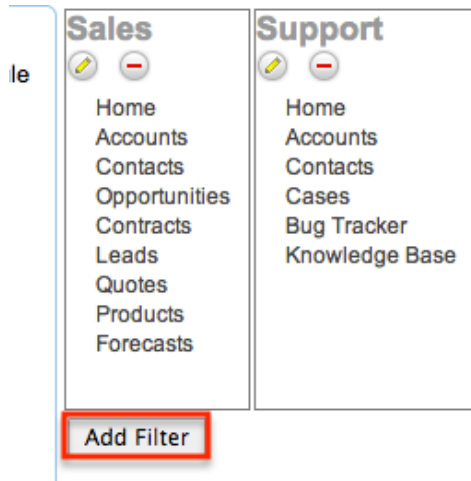 le
Sales
Home
Accounts
Contacts
Opportunities
Contracts
Leads
Quotes
Products
Forecasts
Support
Home
Accounts
Contacts
Cases
Bug Tracker
Knowledge Base
Add Filter